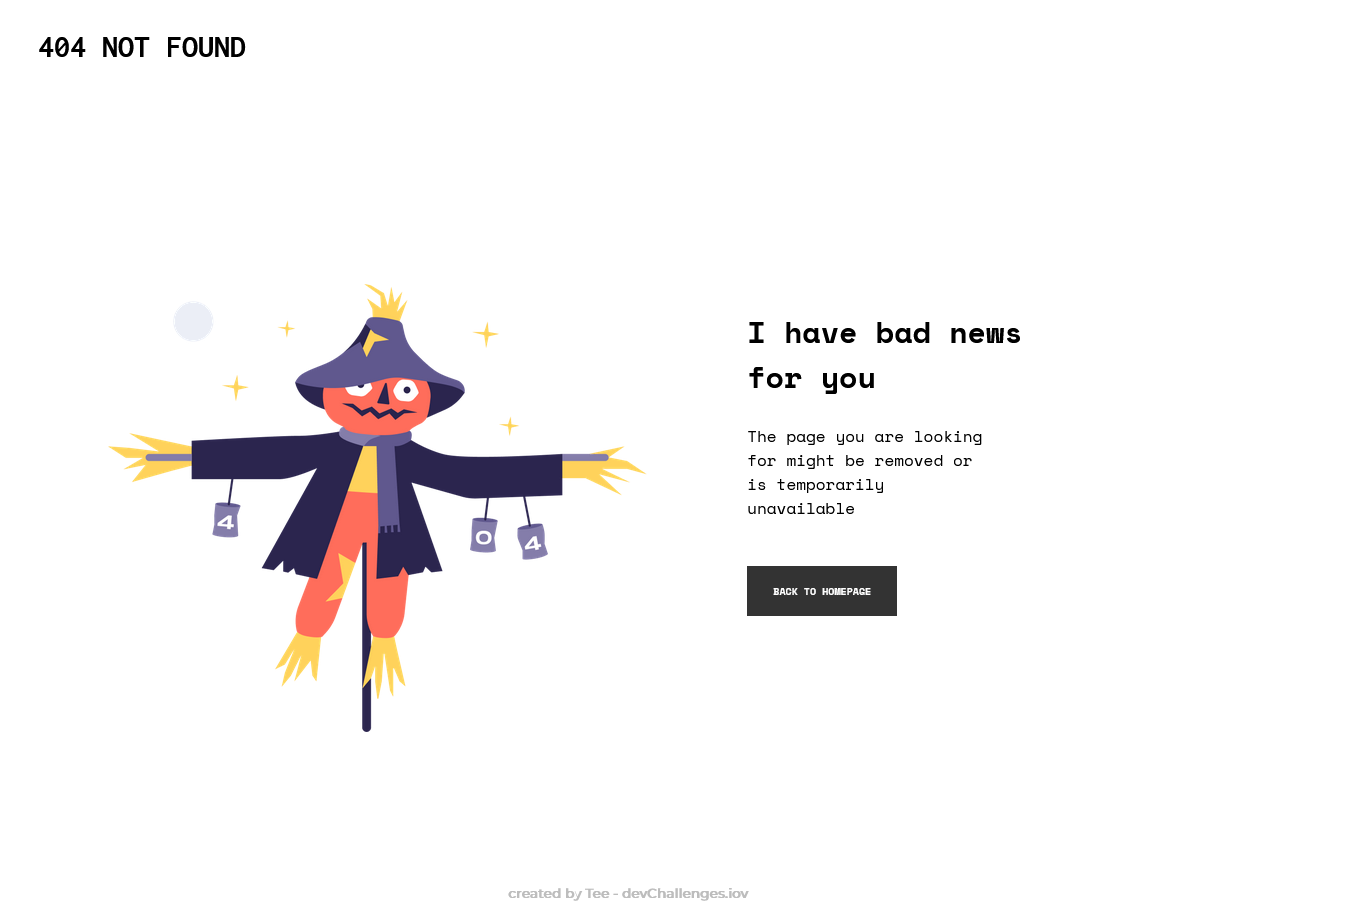 404 NOT FOUND
I have bad news
for you
4
0
4
The page you are looking
for might be removed or
is temporarily
unavailable
BACK TO HOMEPAGE
created by Tee - devChallenges.iov